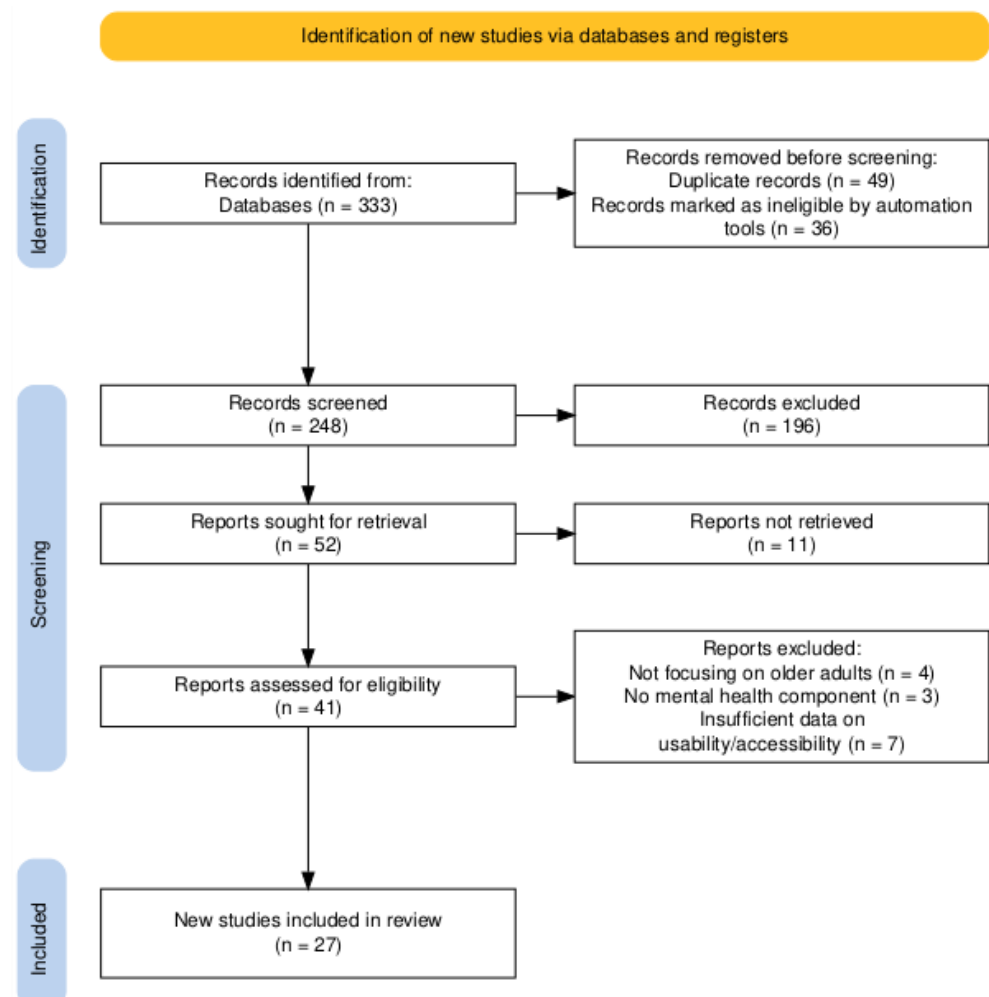 Identification of new studies via databases and registers
Identification
Records identified from:
Databases (n = 333)
Records removed before screening:
Duplicate records (n = 49)
Records marked as ineligible by automation
tools (n = 36)
Screening
Records screened
(n = 248)
Records excluded
(n = 196)
Reports sought for retrieval
(n = 52)
Reports not retrieved
(n = 11)
Reports assessed for eligibility
(n = 41)
Reports excluded:
Not focusing on older adults (n = 4)
No mental health component (n = 3)
Insufficient data on
usability/accessibility (n = 7)
Included
New studies included in review
(n = 27)